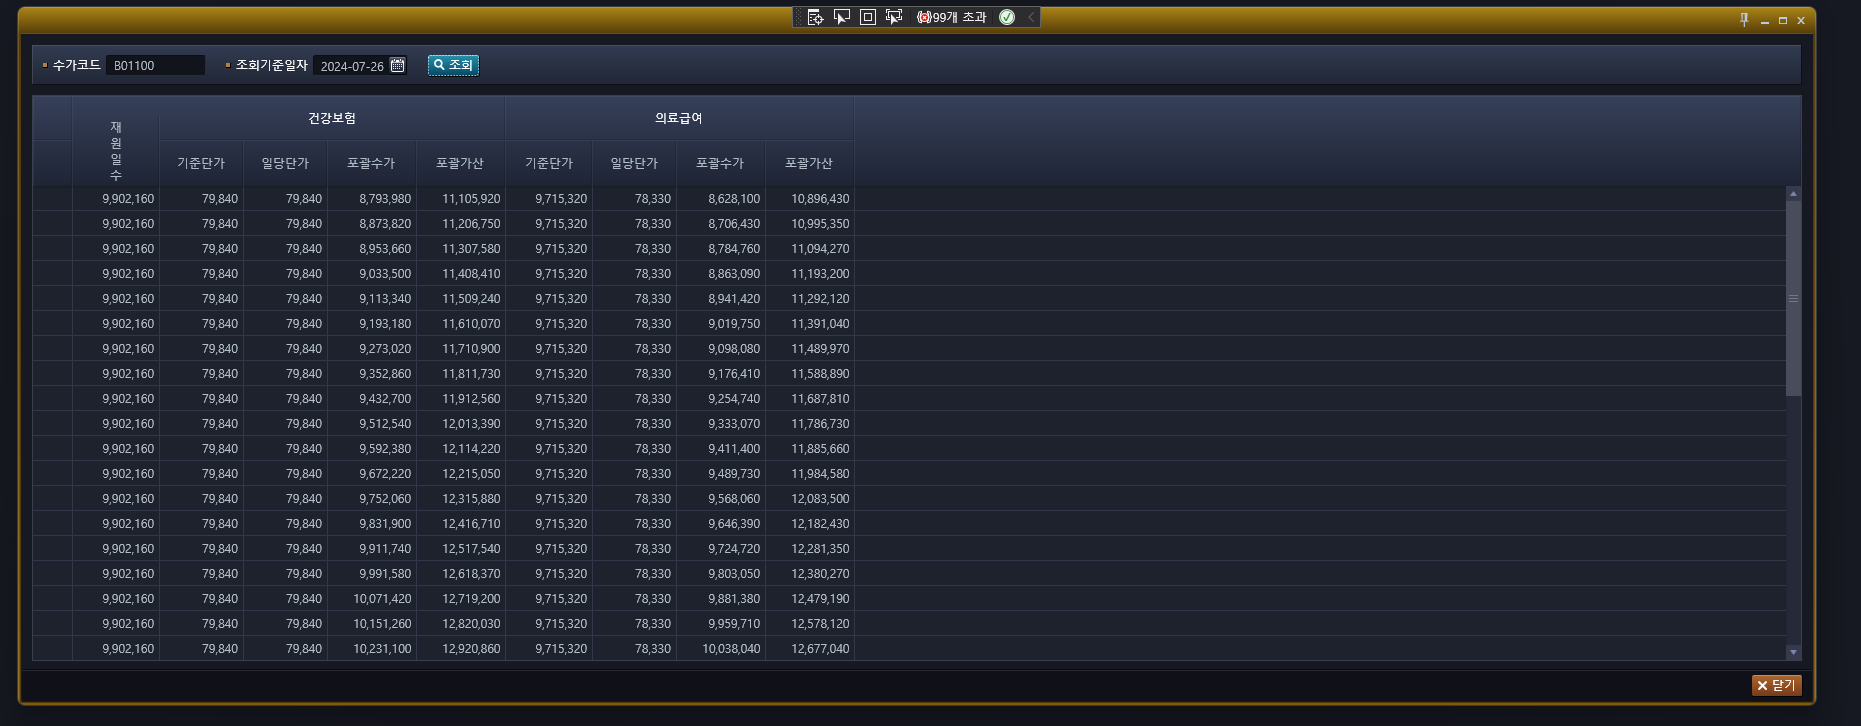 99개 초과
수가코드 B01100 조회기준일자 2024-07-26 조회
재원일수 건강보험 의료급여
기준단가 일당단가 포괄수가 포괄가산 기준단가 일당단가 포괄수가 포괄가산
9,902,160 79,840 79,840 8,793,980 11,105,920 9,715,320 78,330 8,628,100 10,896,430
9,902,160 79,840 79,840 8,873,820 11,206,750 9,715,320 78,330 8,706,430 10,995,350
9,902,160 79,840 79,840 8,953,660 11,307,580 9,715,320 78,330 8,784,760 11,094,270
9,902,160 79,840 79,840 9,033,500 11,408,410 9,715,320 78,330 8,863,090 11,193,200
9,902,160 79,840 79,840 9,113,340 11,509,240 9,715,320 78,330 8,941,420 11,292,120
9,902,160 79,840 79,840 9,193,180 11,610,070 9,715,320 78,330 9,019,750 11,391,040
9,902,160 79,840 79,840 9,273,020 11,710,900 9,715,320 78,330 9,098,080 11,489,970
9,902,160 79,840 79,840 9,352,860 11,811,730 9,715,320 78,330 9,176,410 11,588,890
9,902,160 79,840 79,840 9,432,700 11,912,560 9,715,320 78,330 9,254,740 11,687,810
9,902,160 79,840 79,840 9,512,540 12,013,390 9,715,320 78,330 9,333,070 11,786,730
9,902,160 79,840 79,840 9,592,380 12,114,220 9,715,320 78,330 9,411,400 11,885,660
9,902,160 79,840 79,840 9,672,220 12,215,050 9,715,320 78,330 9,489,730 11,984,580
9,902,160 79,840 79,840 9,752,060 12,315,880 9,715,320 78,330 9,568,060 12,083,500
9,902,160 79,840 79,840 9,831,900 12,416,710 9,715,320 78,330 9,646,390 12,182,430
9,902,160 79,840 79,840 9,911,740 12,517,540 9,715,320 78,330 9,724,720 12,281,350
9,902,160 79,840 79,840 9,991,580 12,618,370 9,715,320 78,330 9,803,050 12,380,270
9,902,160 79,840 79,840 10,071,420 12,719,200 9,715,320 78,330 9,881,380 12,479,190
9,902,160 79,840 79,840 10,151,260 12,820,030 9,715,320 78,330 9,959,710 12,578,120
9,902,160 79,840 79,840 10,231,100 12,920,860 9,715,320 78,330 10,038,040 12,677,040
닫기